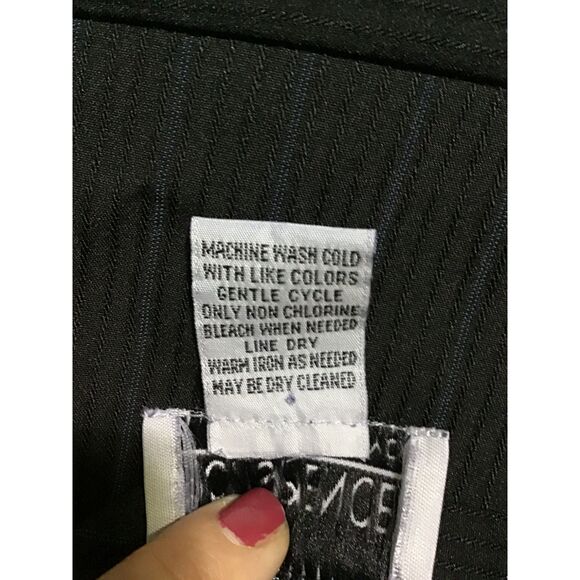 MACHINE WASH COLD
WITH LIKE COLORS
GENTLE CYCLE
ONLY NON CHLORINE
BLEACH WHEN NEEDED
LINE DRY
WARM IRON AS NEEDED
MAY BE DRY CLEANED